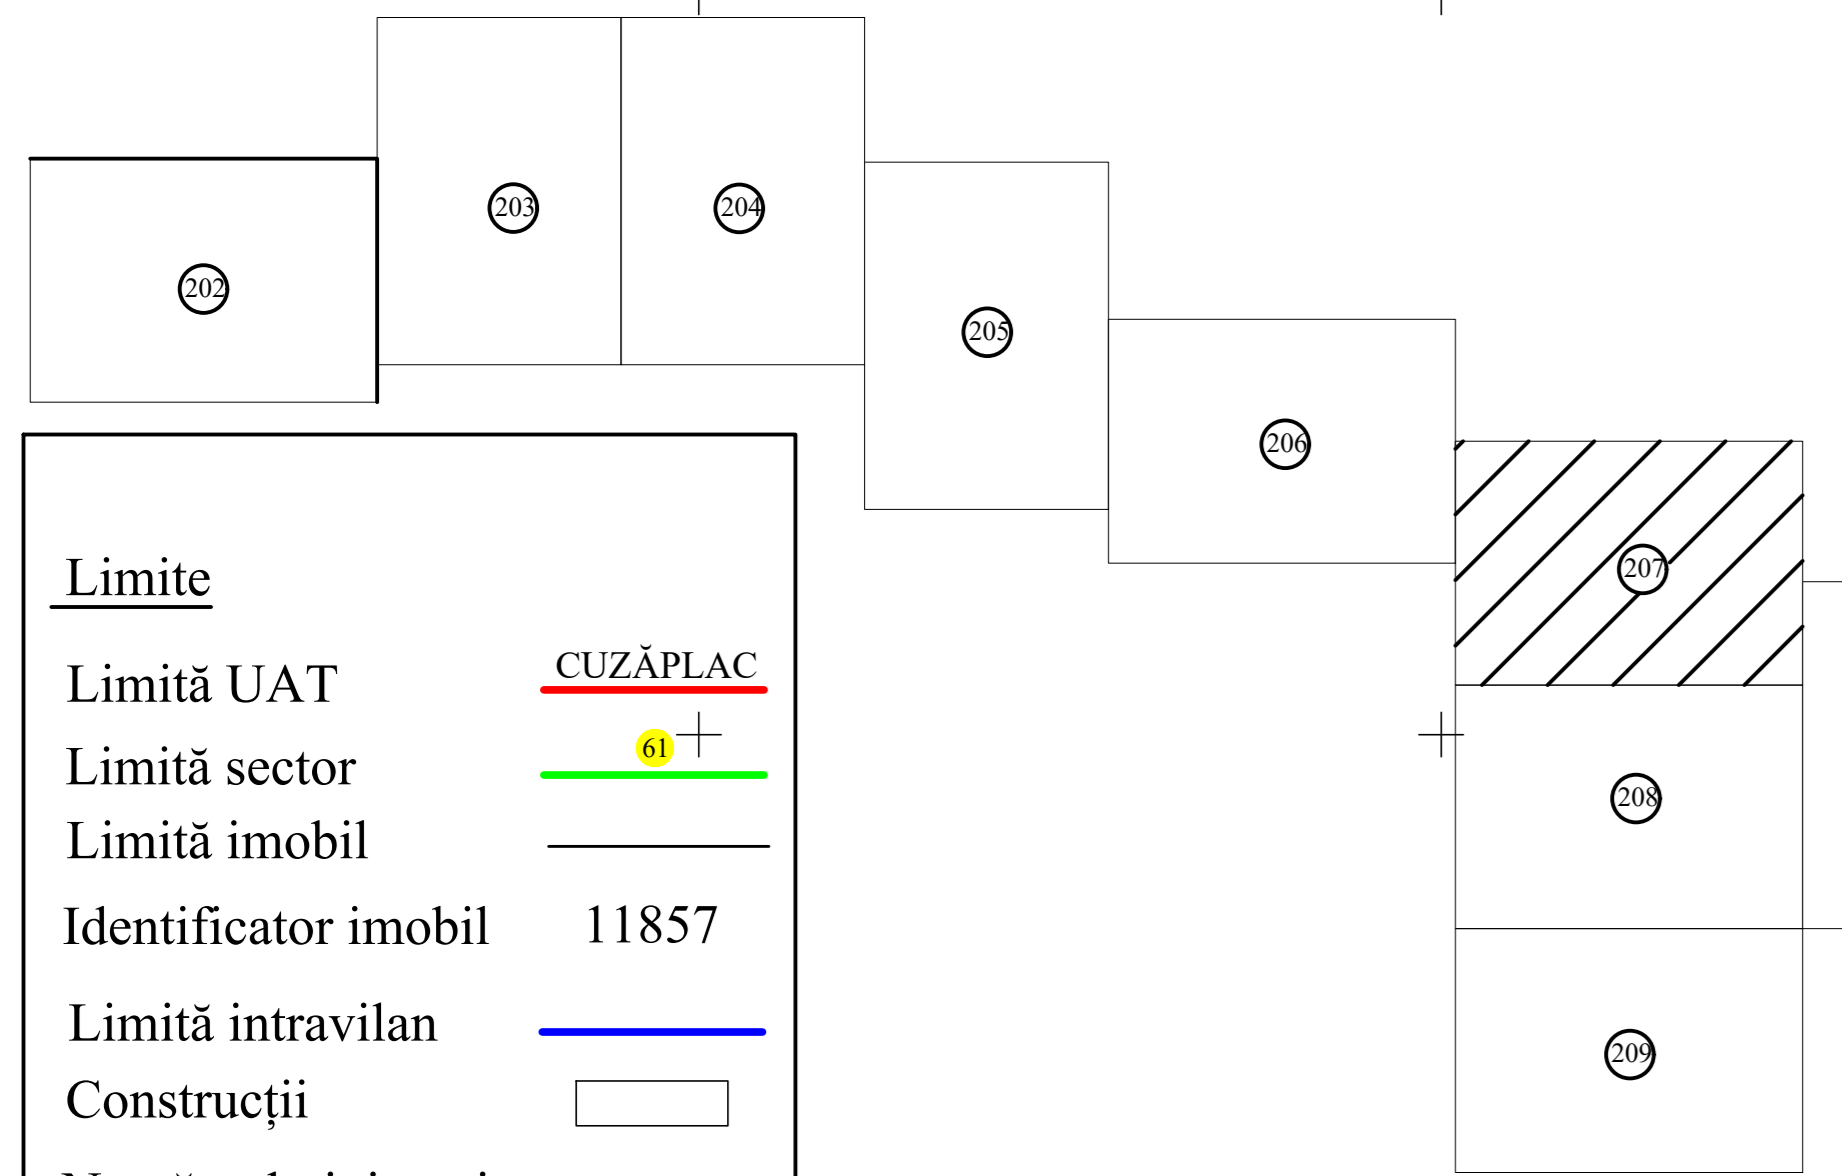 203
204
202
205
206
207
208
209
Limite
Limită UAT CUZĂPLAC
61
Limită sector
Limită imobil
Identificator imobil 11857
Limită intravilan
Construcții